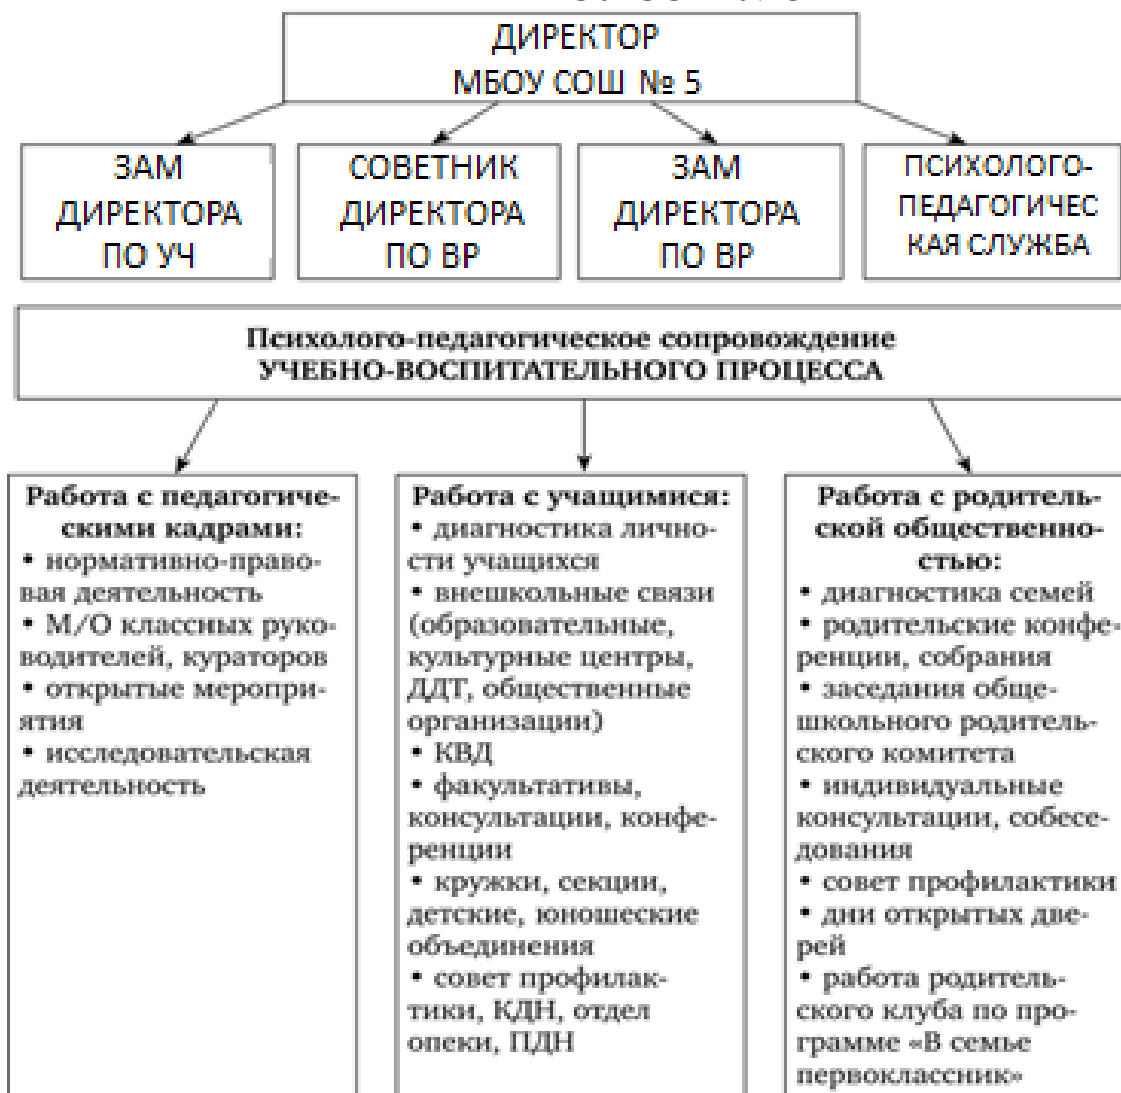 ДИРЕКТОР
МБОУ СОШ № 5
ЗАМ
ДИРЕКТОРА
ПО УЧ
СОВЕТНИК
ДИРЕКТОРА
ПО ВР
ЗАМ
ДИРЕКТОРА
ПО ВР
ПСИХОЛОГО-
ПЕДАГОГИЧЕС
КАЯ СЛУЖБА
Психолого-педагогическое сопровождение
УЧЕБНО-ВОСПИТАТЕЛЬНОГО ПРОЦЕССА
Работа с педагогиче-
скими кадрами:
• нормативно-право-
вая деятельность
• М/О классных руко-
водителей, кураторов
• открытые меропри-
ятия
• исследовательская
деятельность
Работа с учащимися:
• диагностика лично-
сти учащихся
• внешкольные связи
(образовательные,
культурные центры,
ДДТ, общественные
организации)
• КВД
• факультативы,
консультации, конфе-
ренции
• кружки, секции,
детские, юношеские
объединения
• совет профилак-
тики, КДН, отдел
опеки, ПДН
Работа с родитель-
ской общественно-
стью:
• диагностика семей
• родительские конфе-
ренции, собрания
• заседания обще-
школьного родитель-
ского комитета
• индивидуальные
консультации, собесе-
дования
• совет профилактики
• дни открытых две-
рей
• работа родитель-
ского клуба по про-
грамме «В семье
первоклассник»